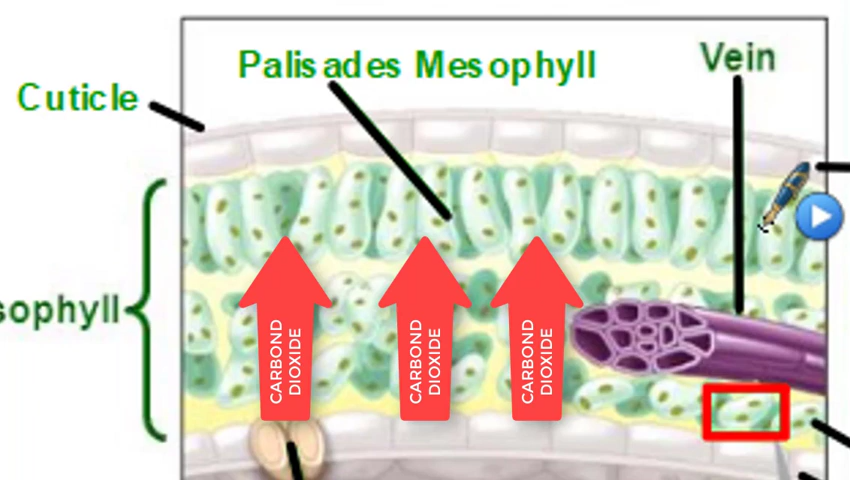 Palisades Mesophyll
Vein
Cuticle
sophyll
CARBOND
DIOXIDE
CARBOND
DIOXIDE
CARBOND
DIOXIDE